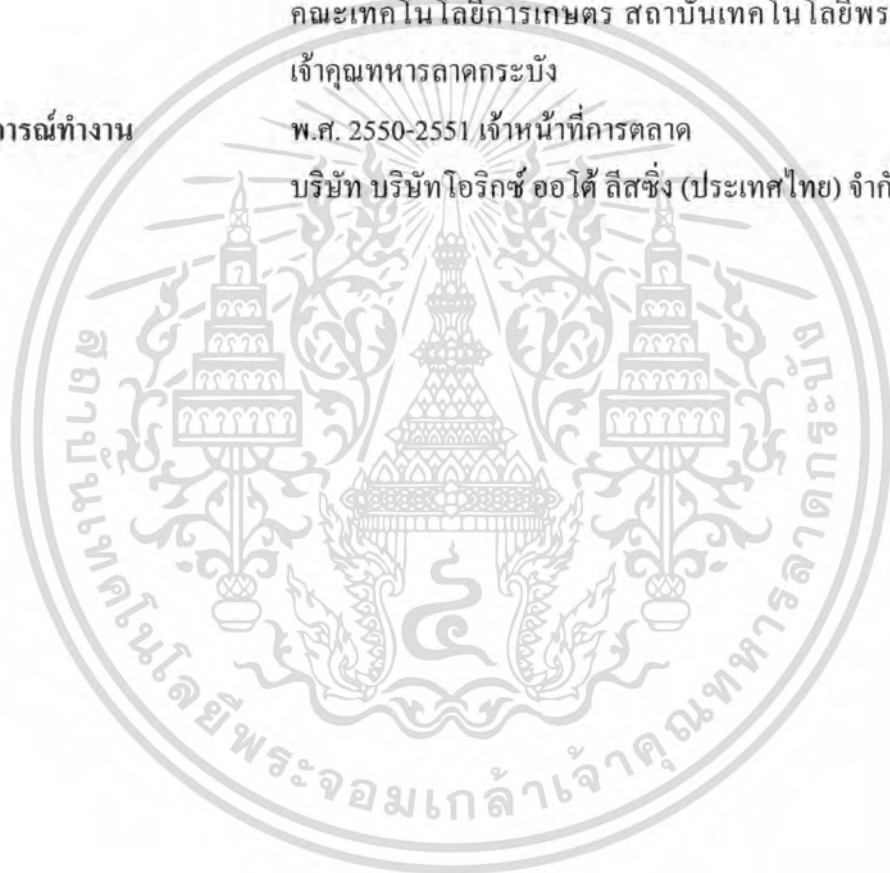 คณะเทคโนโลยีการเกษตร สถาบันเทคโนโลยีพร
เจ้าคุณทหารลาดกระบัง
ารณ์ทำงาน พ.ศ. 2550-2551 เจ้าหน้าที่การตลาด
บริษัท บริษัทโอริกซ์ ออโต้ ลีสซิ่ง (ประเทศไทย) จำกั
สถาบันเทคโนโลยีพระจอมเกล้าเจ้าคุณทหารลาดกระบัง
๔